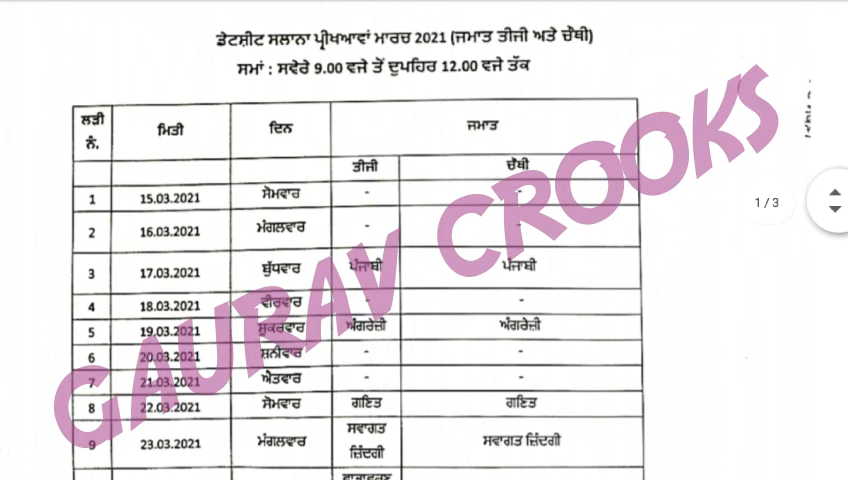 ਡੇਟਸ਼ੀਟ ਸਲਾਨਾ ਪ੍ਰੀਖਆਵਾਂ ਮਾਰਚ 2021 (ਜਮਾਤ ਤੀਜੀ ਅਤੇ ਚੌਥੀ)
ਸਮਾਂ : ਸਵੇਰੇ 9.00 ਵਜੇ ਤੋਂ ਦੁਪਹਿਰ 12.00 ਵਜੇ ਤੱਕ
ਲੜੀ ਨੰ. ਮਿਤੀ ਦਿਨ ਜਮਾਤ
ਤੀਜੀ ਚੌਥੀ
1 15.03.2021 ਸੋਮਵਾਰ - -
2 16.03.2021 ਮੰਗਲਵਾਰ - -
3 17.03.2021 ਬੁੱਧਵਾਰ ਪੰਜਾਬੀ ਪੰਜਾਬੀ
4 18.03.2021 ਵੀਰਵਾਰ - -
5 19.03.2021 ਸ਼ੁਕਰਵਾਰ ਅੰਗਰੇਜ਼ੀ ਅੰਗਰੇਜ਼ੀ
6 20.03.2021 ਸ਼ਨੀਵਾਰ - -
7 21.03.2021 ਐਤਵਾਰ - -
8 22.03.2021 ਸੋਮਵਾਰ ਗਣਿਤ ਗਣਿਤ
9 23.03.2021 ਮੰਗਲਵਾਰ ਸਵਾਗਤ ਜ਼ਿੰਦਗੀ ਸਵਾਗਤ ਜ਼ਿੰਦਗੀ
GAURAV CROOKS
1 / 3